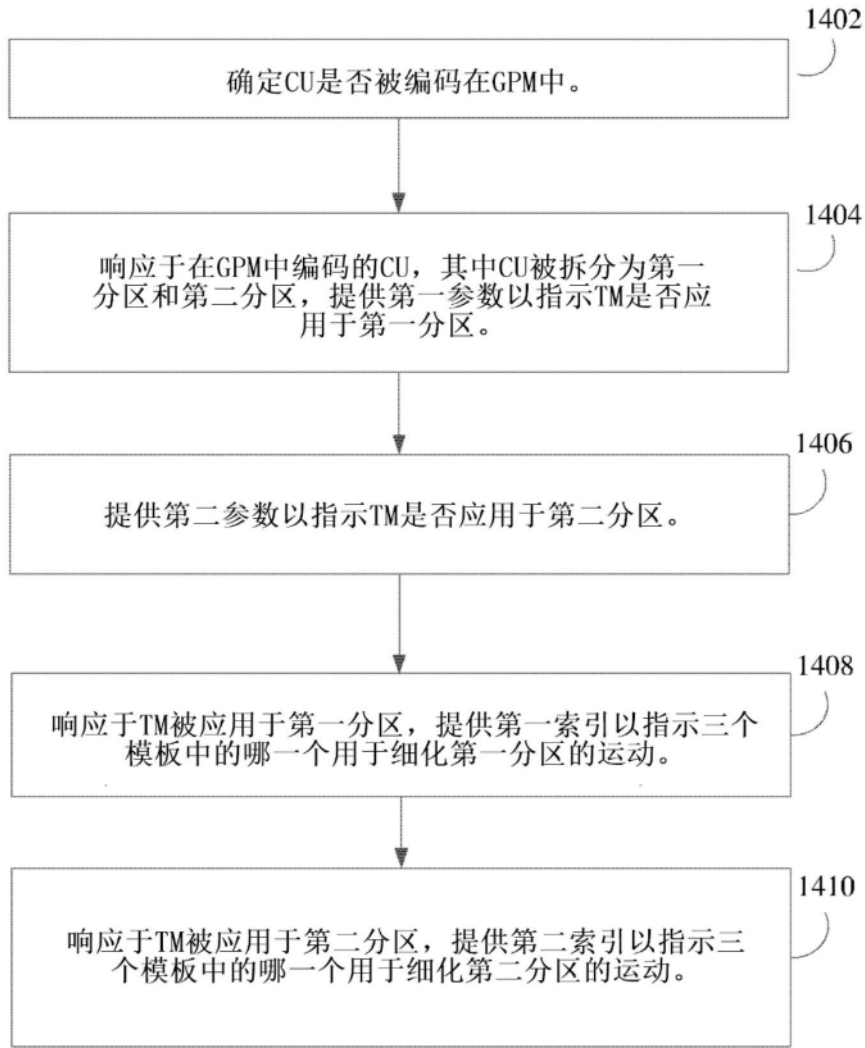 1402
确定CU是否被编码在GPM中。
1404
响应于在GPM中编码的CU，其中CU被拆分为第一
分区和第二分区，提供第一参数以指示TM是否应
用于第一分区。
1406
提供第二参数以指示TM是否应用于第二分区。
1408
响应于TM被应用于第一分区，提供第一索引以指示三个
模板中的哪一个用于细化第一分区的运动。
1410
响应于TM被应用于第二分区，提供第二索引以指示三
个模板中的哪一个用于细化第二分区的运动。